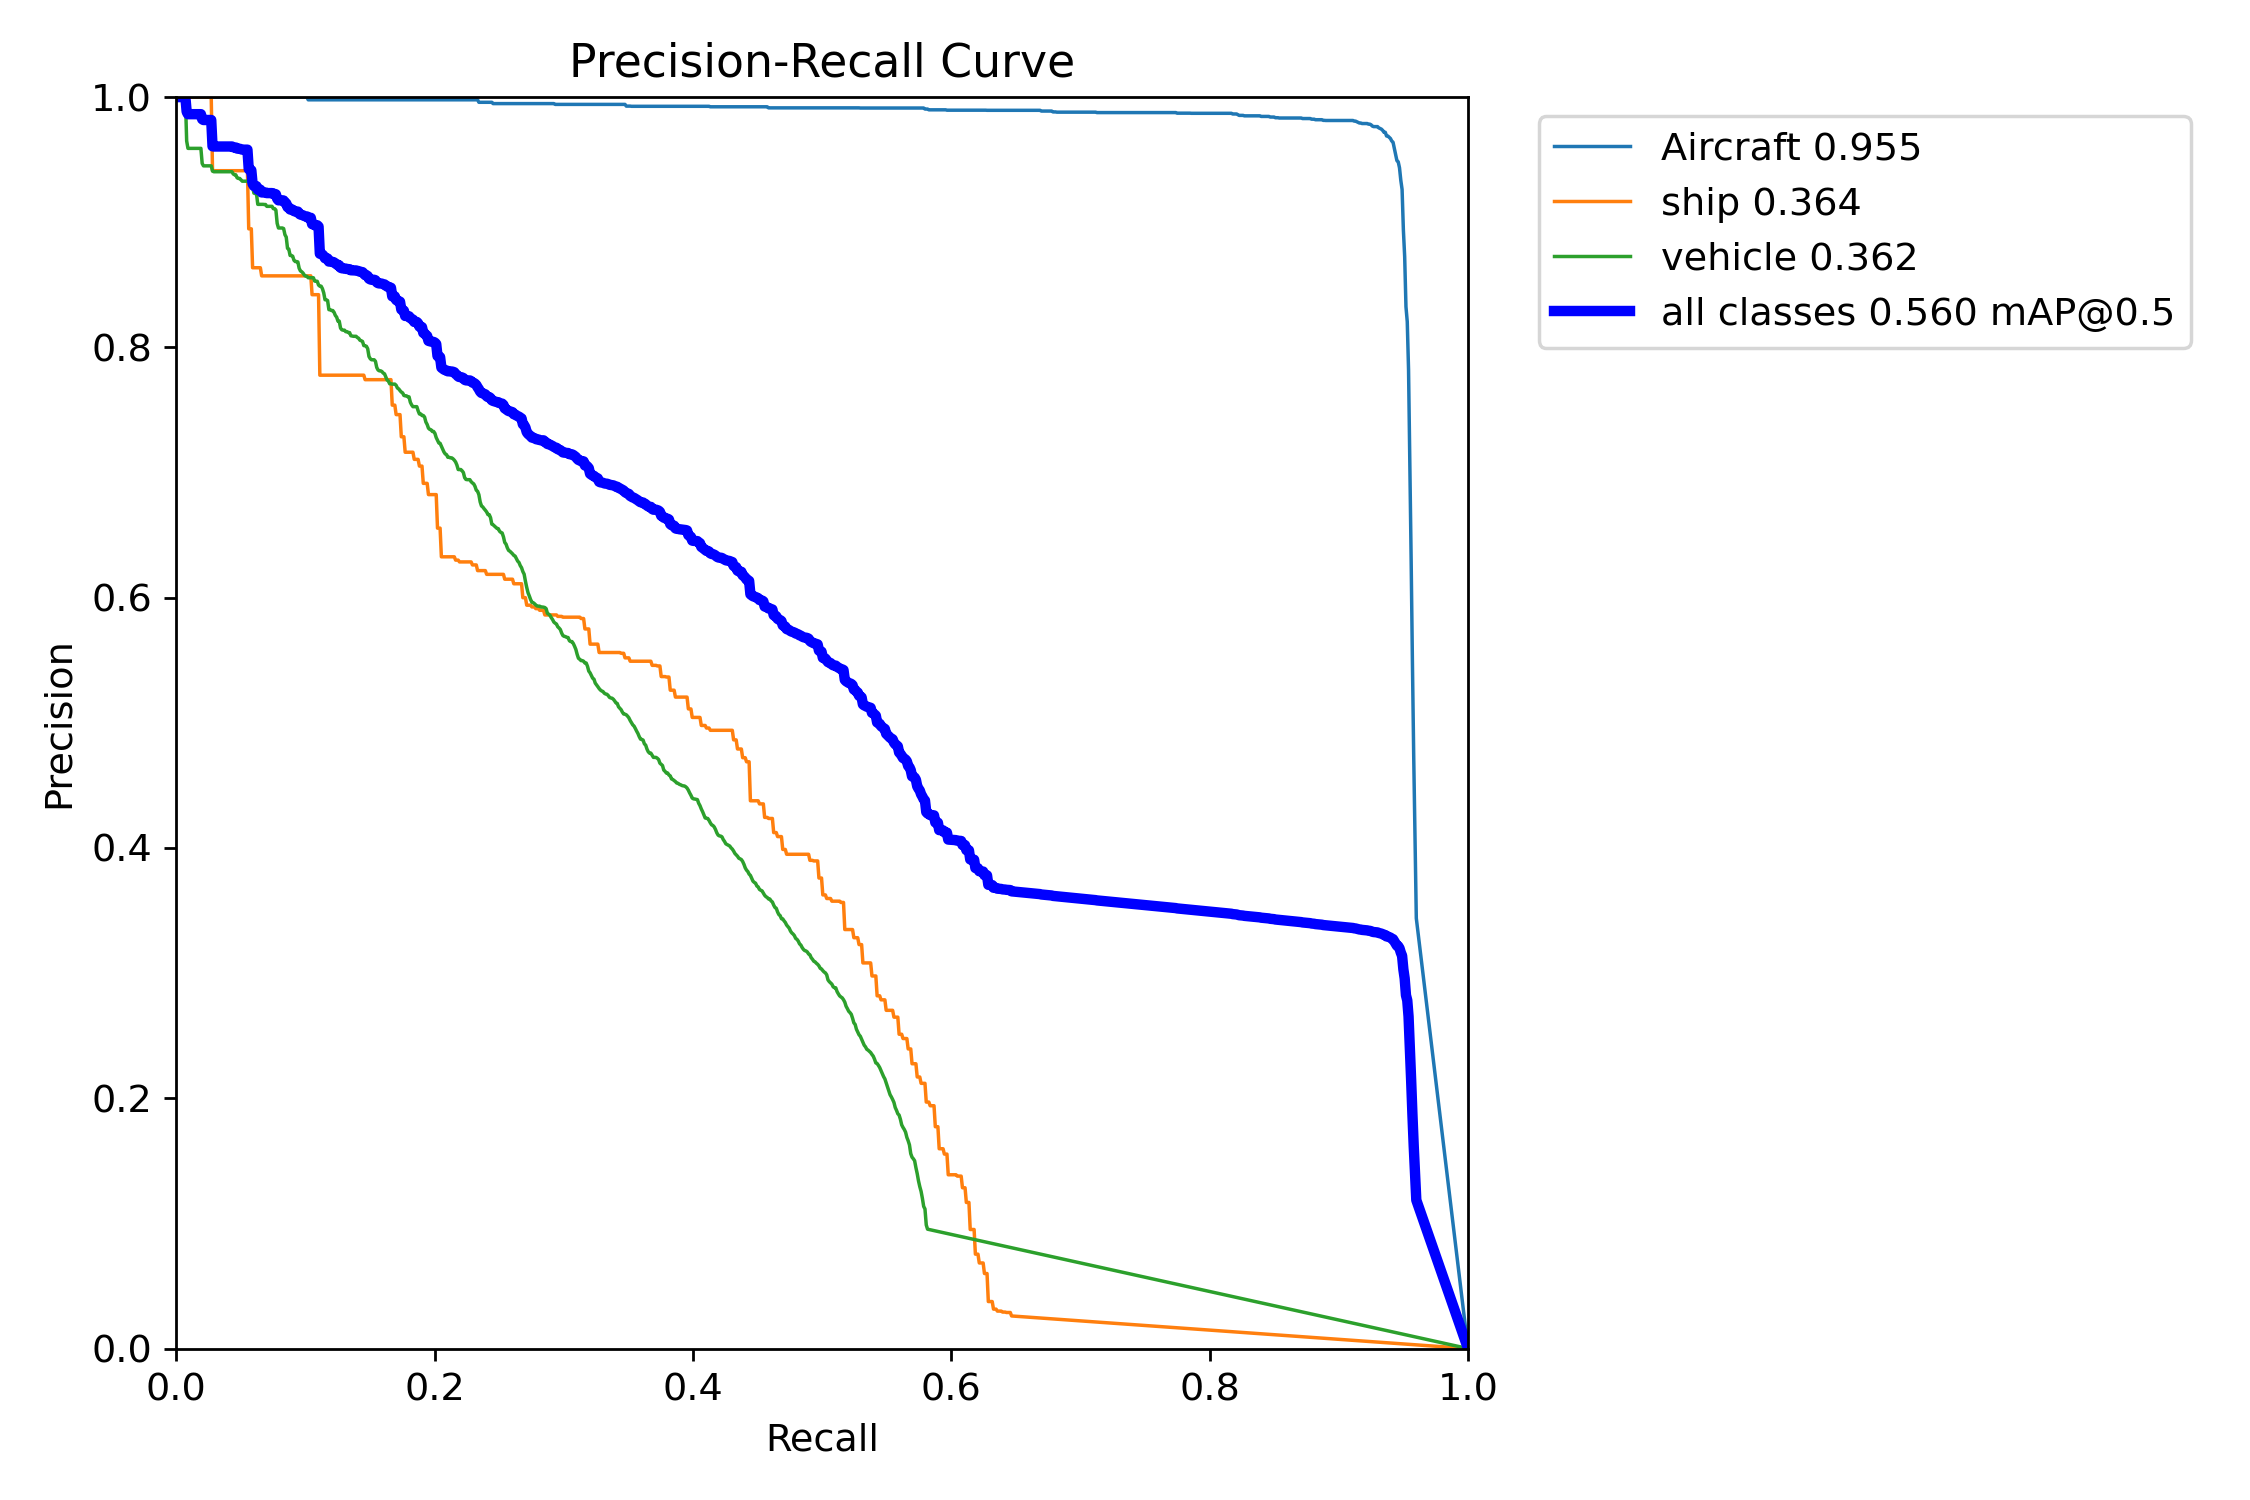 Precision-Recall Curve
1.0
0.8
0.6
0.4
0.2
0.0
Precision
0.0 0.2 0.4 0.6 0.8 1.0
Recall
Aircraft 0.955
ship 0.364
vehicle 0.362
all classes 0.560 mAP@0.5